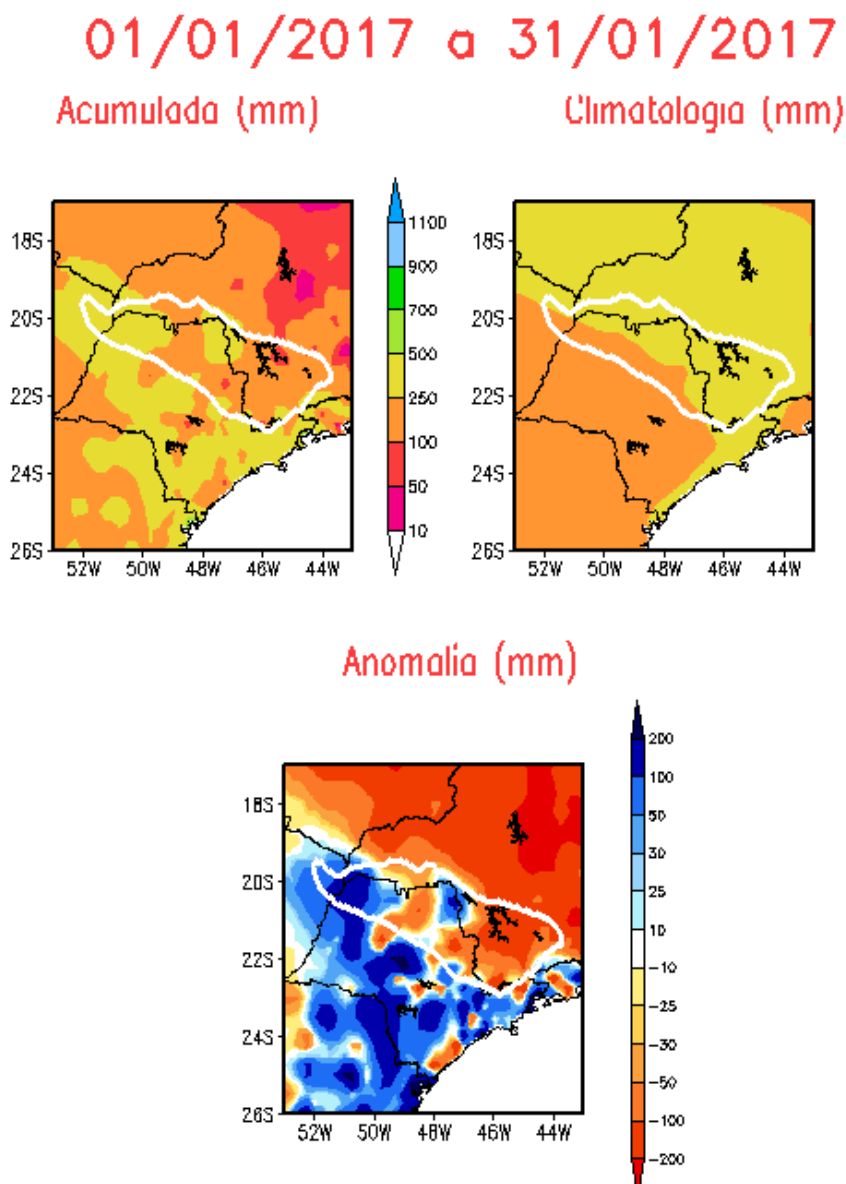 01/01/2017 a 31/01/2017
Acumulada (mm)
Climatologia (mm)
18S
20S
22S
24S
26S
52W 50W 48W 46W 44W
1100
900
700
500
250
100
50
10
18S
20S
22S
24S
26S
52W 50W 48W 46W 44W
Anomalia (mm)
18S
20S
22S
24S
26S
52W 50W 48W 46W 44W
200
100
50
30
25
10
-10
-25
-30
-50
-100
-200